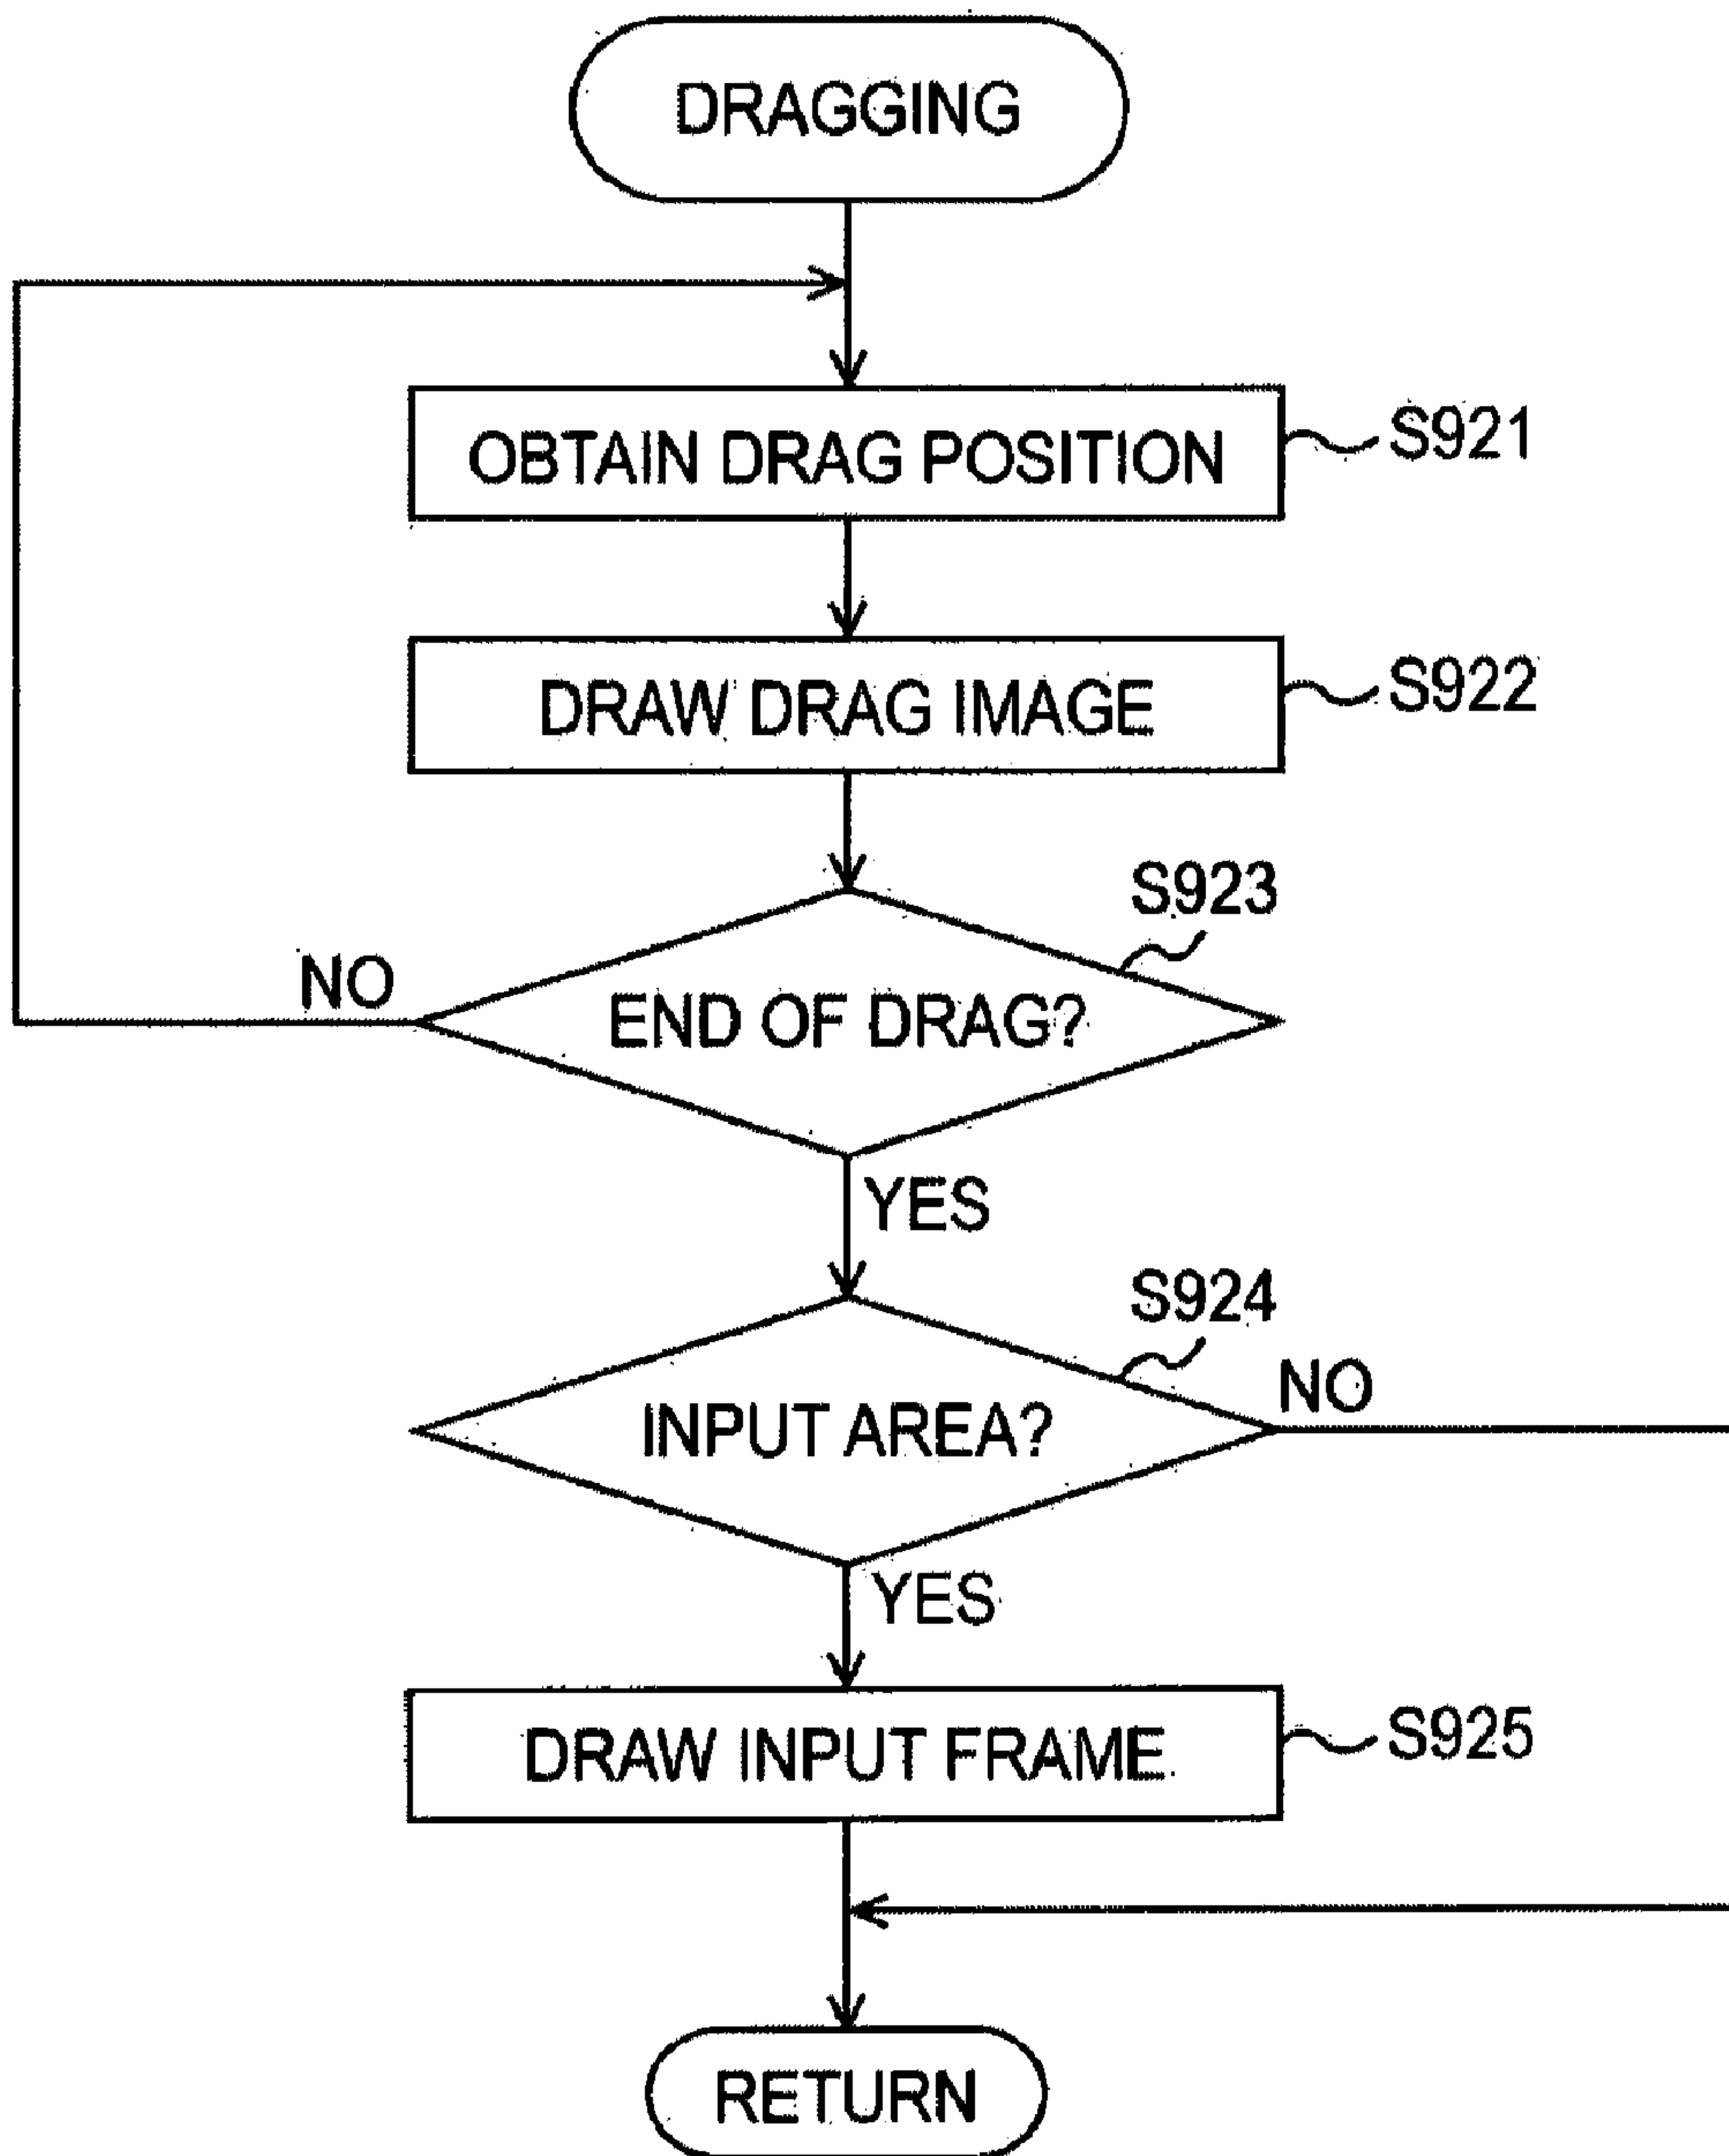 DRAGGING
OBTAIN DRAG POSITION
S921
DRAW DRAG IMAGE
S922
S923
NO
END OF DRAG?
YES
S924
NO
INPUT AREA?
YES
DRAW INPUT FRAME
S925
RETURN